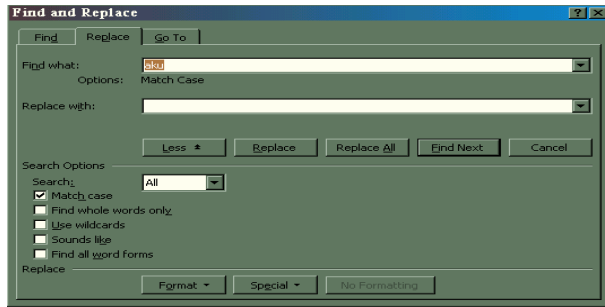 Find and Replace
Find Replace Go To
Find what: aku
Options: Match Case
Replace with:
Less Replace Replace All Find Next Cancel
Search Options
Search: All
Match case
Find whole words only
Use wildcards
Sounds like
Find all word forms
Replace
Format Special No Formatting